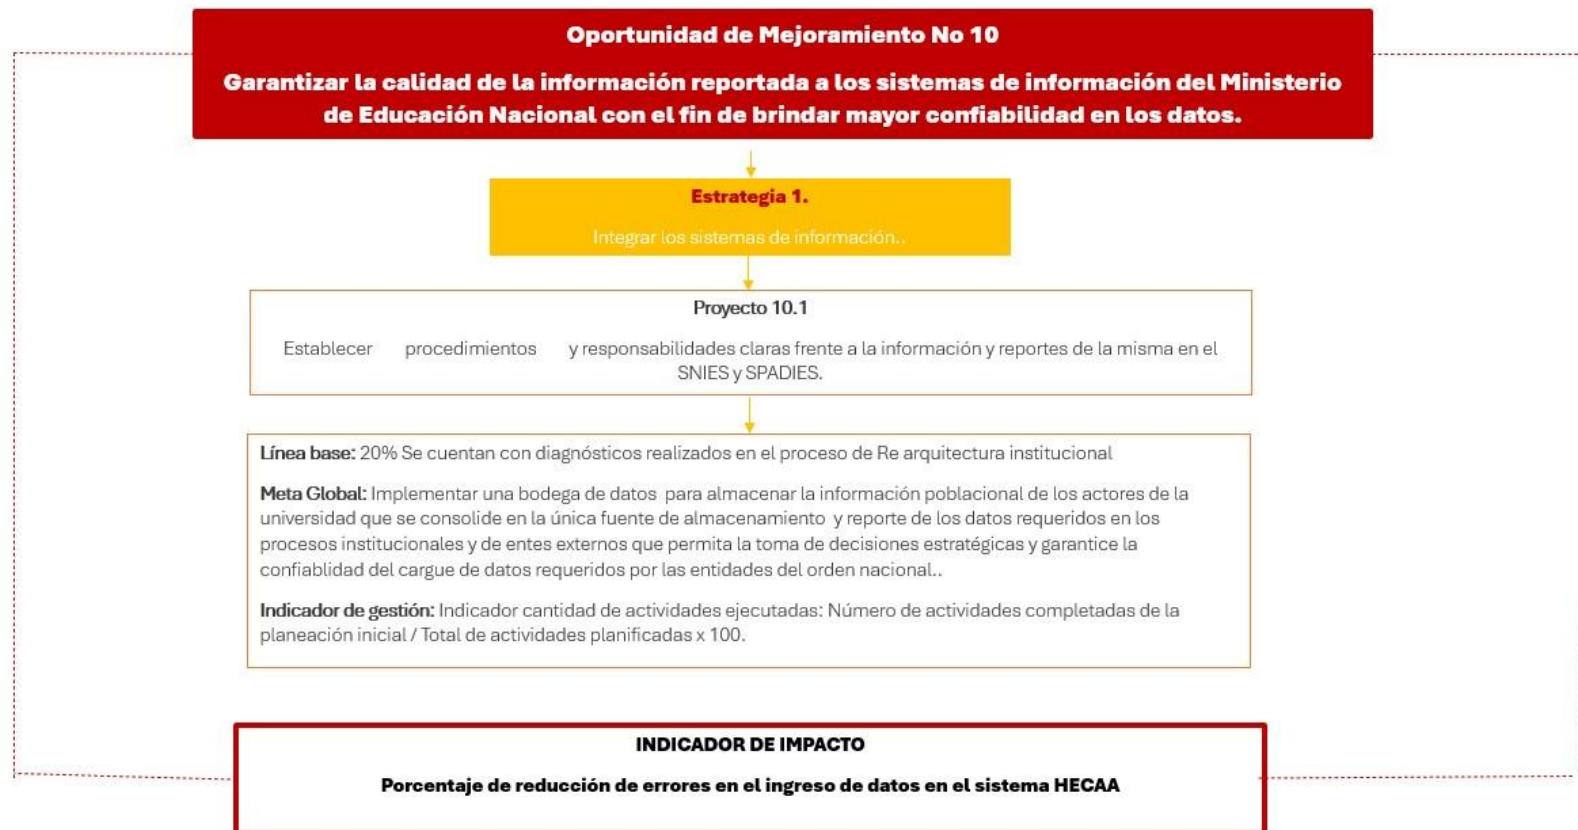 Oportunidad de Mejoramiento No 10
Garantizar la calidad de la información reportada a los sistemas de información del Ministerio
de Educación Nacional con el fin de brindar mayor confiabilidad en los datos.
Estrategia 1.
Integrar los sistemas de información..
Proyecto 10.1
Establecer procedimientos y responsabilidades claras frente a la información y reportes de la misma en el
SNIES y SPADIES.
Línea base: 20% Se cuentan con diagnósticos realizados en el proceso de Re arquitectura institucional
Meta Global: Implementar una bodega de datos para almacenar la información poblacional de los actores de la
universidad que se consolide en la única fuente de almacenamiento y reporte de los datos requeridos en los
procesos institucionales y de entes externos que permita la toma de decisiones estratégicas y garantice la
confiablidad del cargue de datos requeridos por las entidades del orden nacional..
Indicador de gestión: Indicador cantidad de actividades ejecutadas: Número de actividades completadas de la
planeación inicial / Total de actividades planificadas x 100.
INDICADOR DE IMPACTO
Porcentaje de reducción de errores en el ingreso de datos en el sistema HECAA